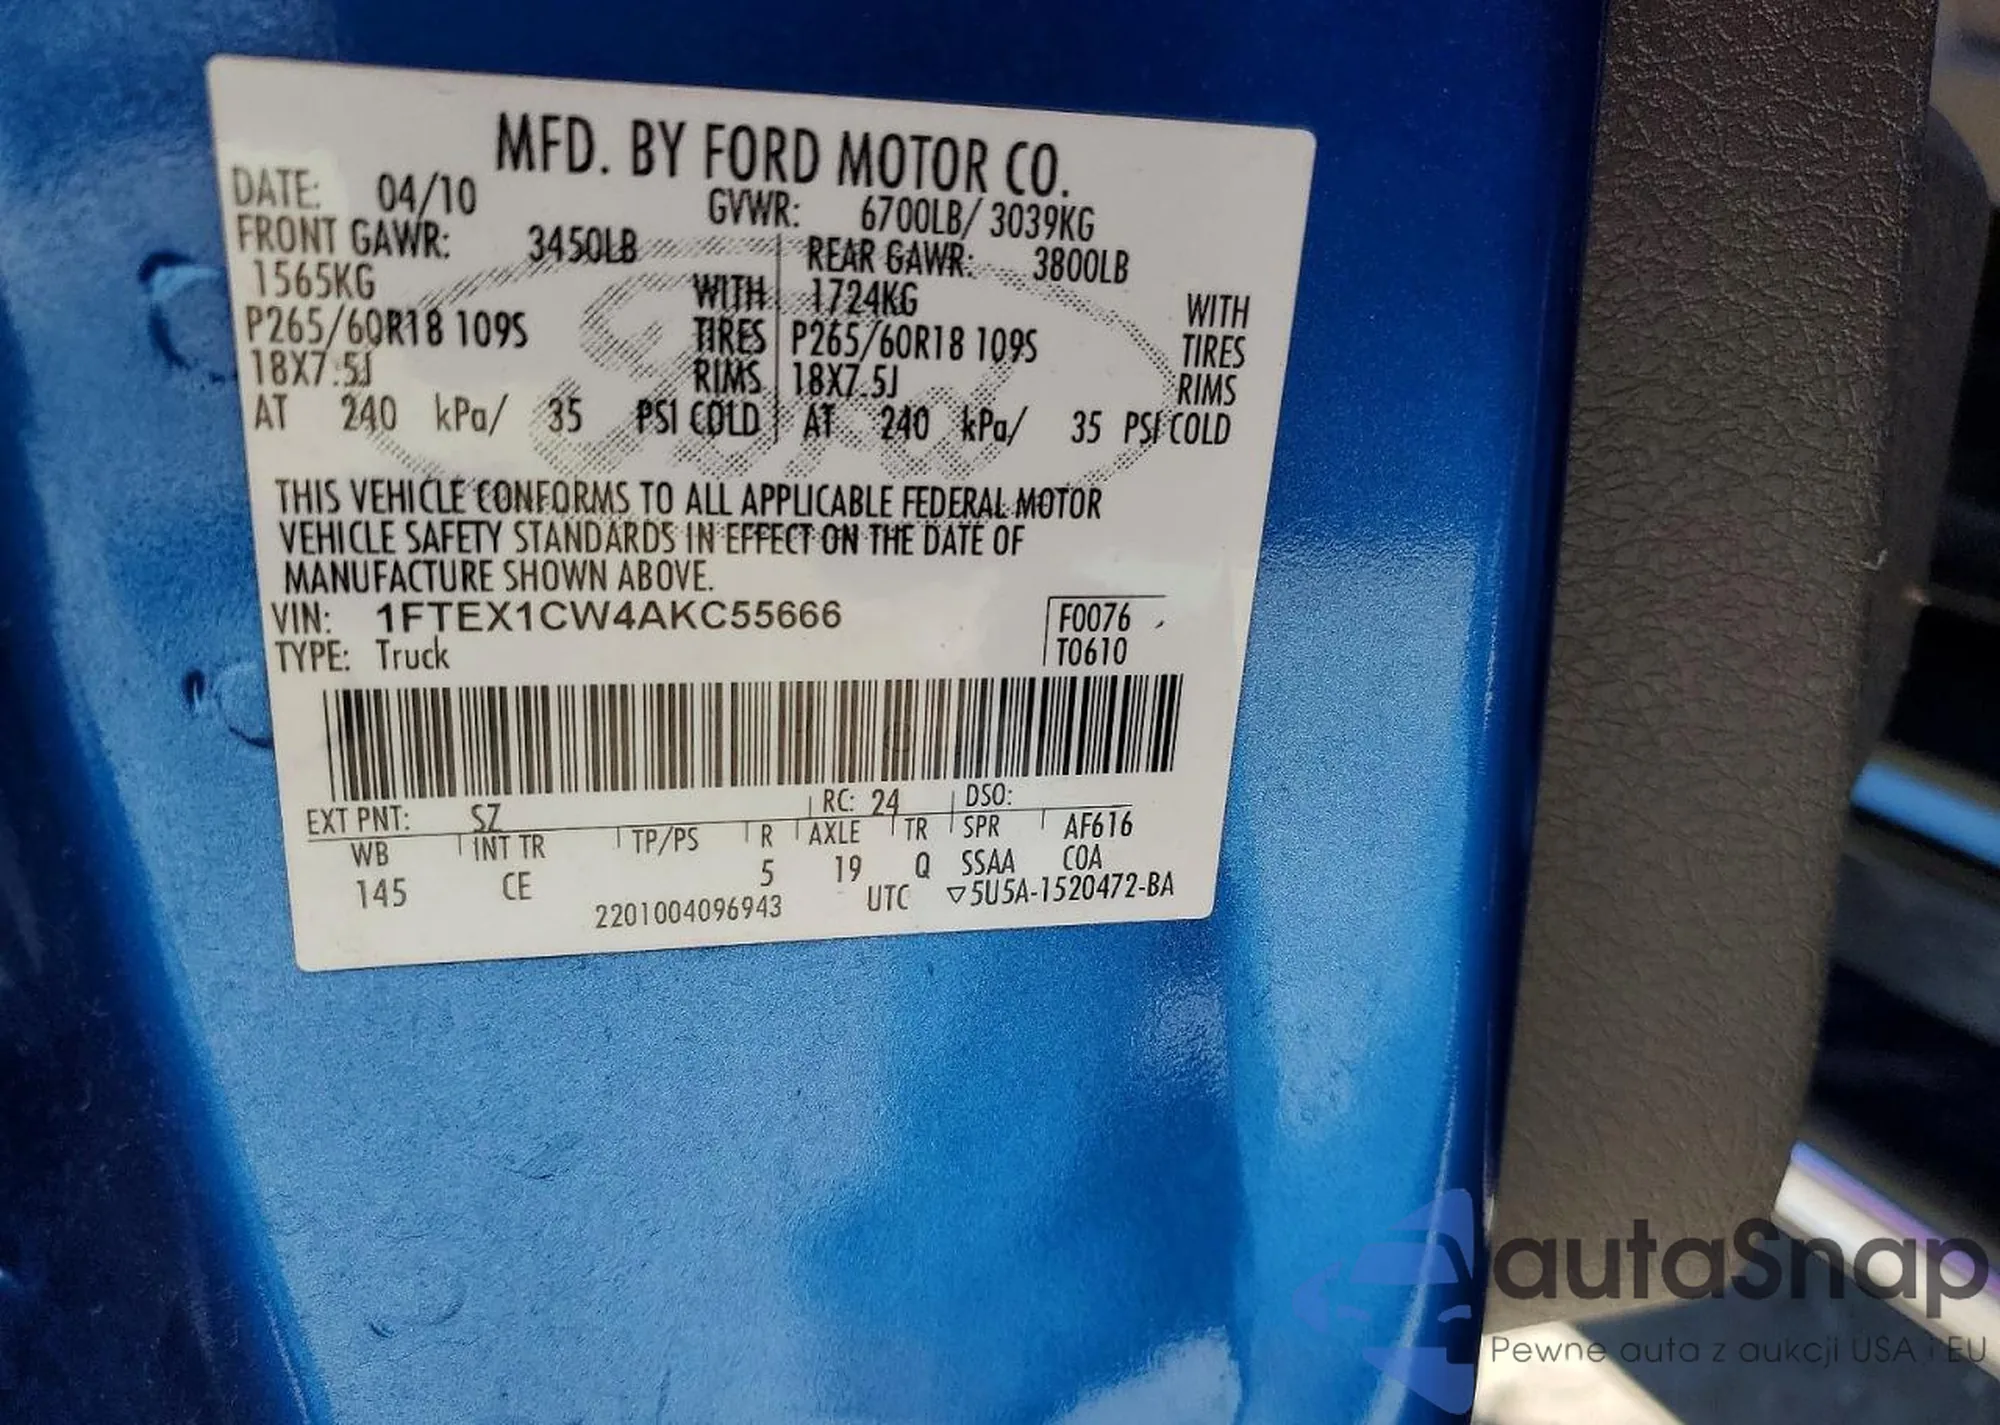 MFD. BY FORD MOTOR CO.
DATE: 04/10 GVWR: 6700LB/ 3039KG
FRONT GAWR: 3450LB REAR GAWR: 3800LB
1565KG WITH 1724KG WITH
P265/60R18 109S TIRES P265/60R18 109S TIRES
18X7.5J RIMS 18X7.5J RIMS
AT 240 kPa/ 35 PSI COLD AT 240 kPa/ 35 PSI COLD
THIS VEHICLE CONFORMS TO ALL APPLICABLE FEDERAL MOTOR
VEHICLE SAFETY STANDARDS IN EFFECT ON THE DATE OF
MANUFACTURE SHOWN ABOVE.
VIN: 1FTEX1CW4AKC55666 F0076
TYPE: Truck T0610
EXT PNT: SZ RC: 24 DSO:
WB INT TR TP/PS R AXLE TR SPR AF616
145 CE 5 19 Q SSAA COA
2201004096943 UTC ▽5U5A-1520472-BA
autaSnap
Pewne auta z aukcji USA i EU